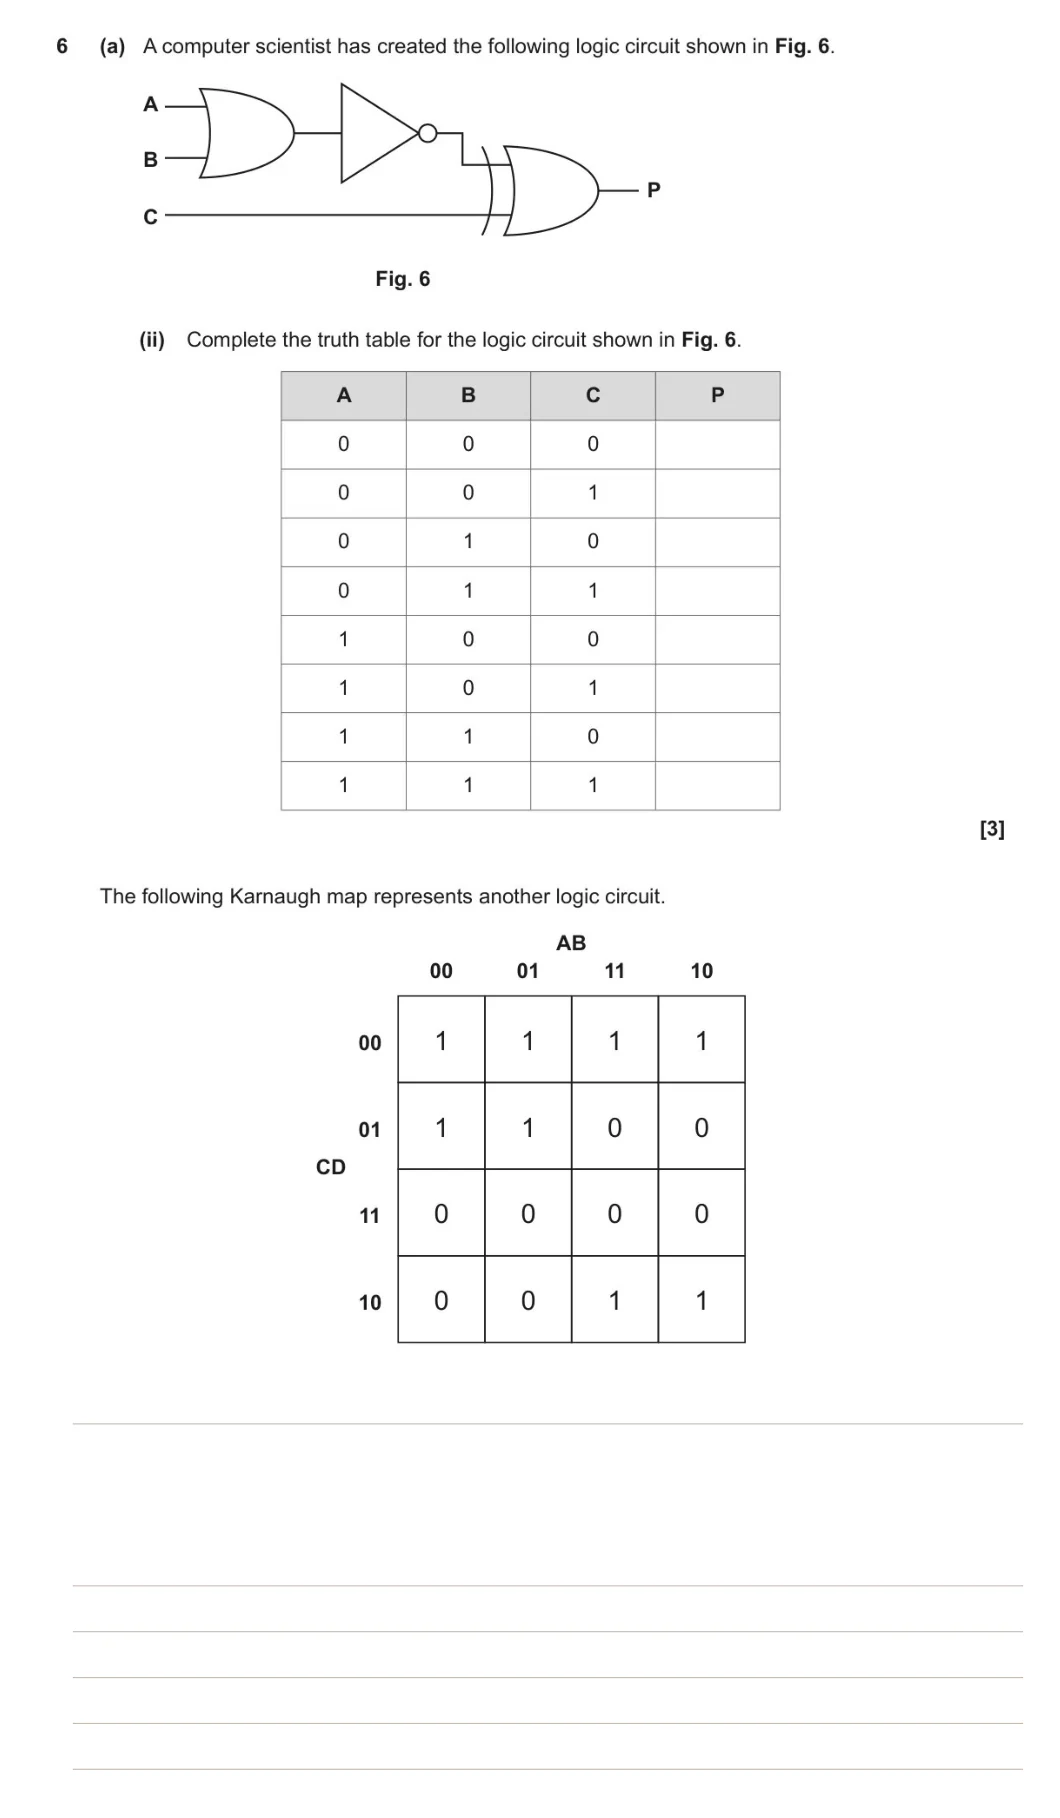 6 (a) A computer scientist has created the following logic circuit shown in Fig. 6.
A
B
C
P
Fig. 6
(ii) Complete the truth table for the logic circuit shown in Fig. 6.
A B C P
0 0 0
0 0 1
0 1 0
0 1 1
1 0 0
1 0 1
1 1 0
1 1 1
[3]
The following Karnaugh map represents another logic circuit.
AB
00 01 11 10
00 1 1 1 1
01 1 1 0 0
CD
11 0 0 0 0
10 0 0 1 1